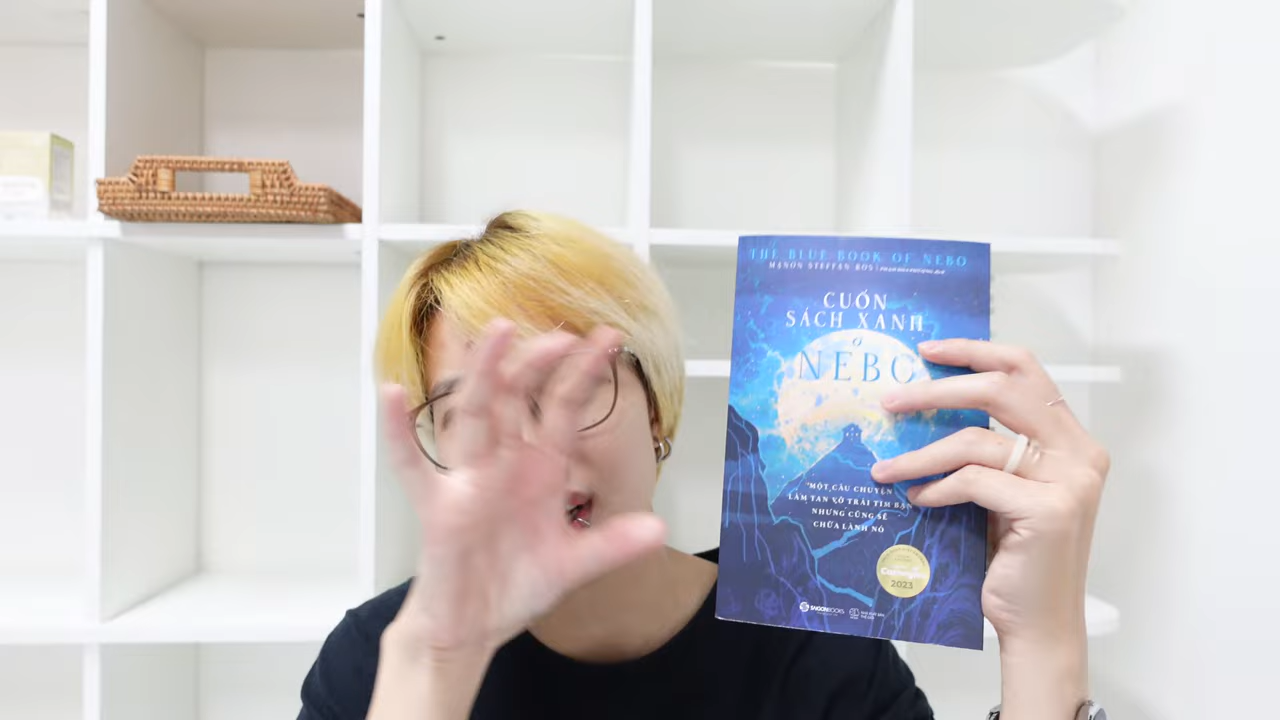 THE BLUE BOOK OF NEBO
MANON STEFFAN ROS
CUỐN
SÁCH XANH
Ở
NEBO
"MỘT CÂU CHUYỆN
LÀM TAN VỠ TRÁI TIM BẠN
NHƯNG CŨNG SẼ
CHỮA LÀNH NÓ
2023
SAIGONBOOKS